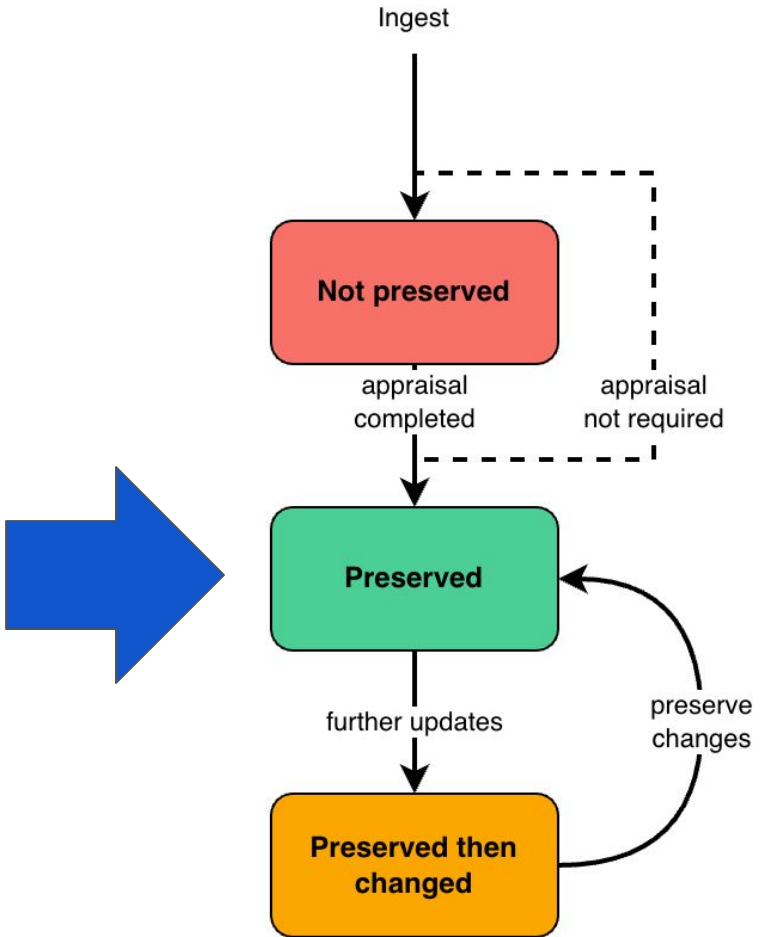 Ingest
Not preserved
appraisal
completed
appraisal
not required
Preserved
further updates
preserve
changes
Preserved then
changed